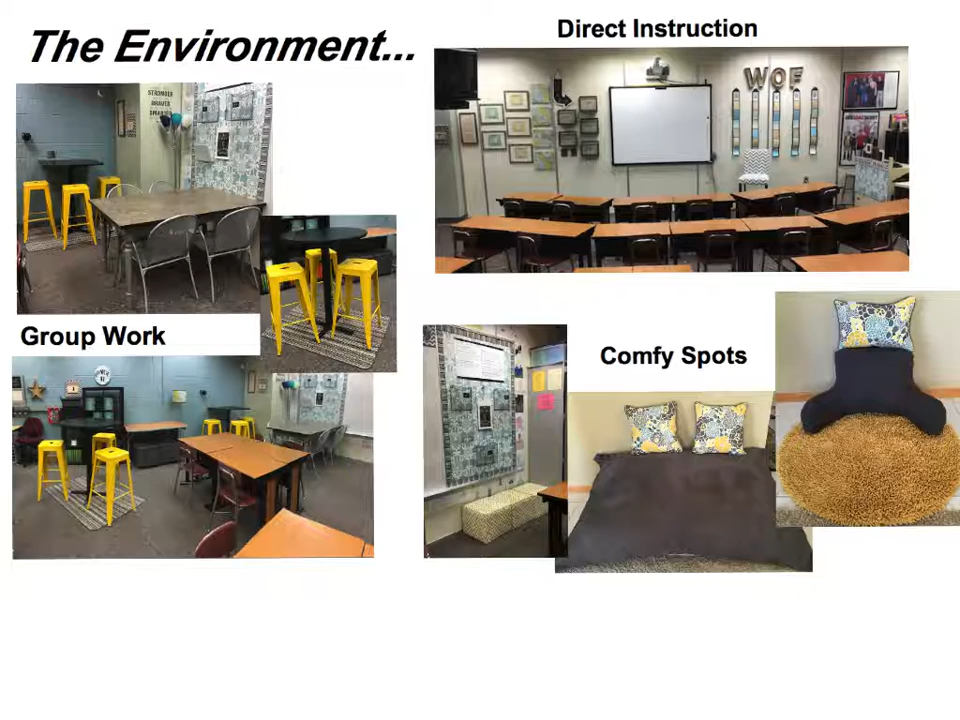 The Environment...
Direct Instruction
STRONGER
BRAVER
WOF
Group Work
Comfy Spots